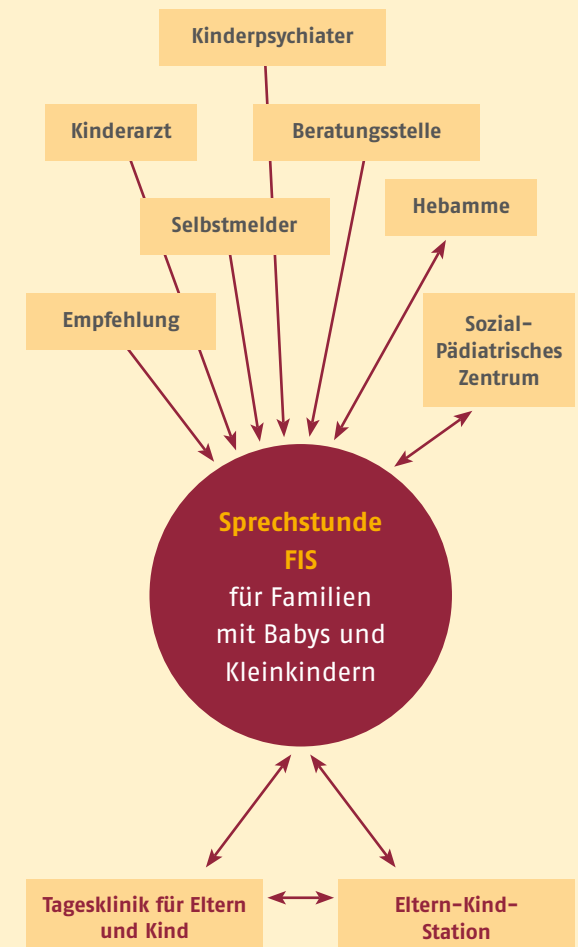 Kinderpsychiater
Kinderarzt
Beratungsstelle
Hebamme
Selbstmelder
Empfehlung
Sozial-
Pädiatrisches
Zentrum
Sprechstunde
FIS
für Familien
mit Babys und
Kleinkindern
Tagesklinik für Eltern
und Kind
Eltern-Kind-
Station